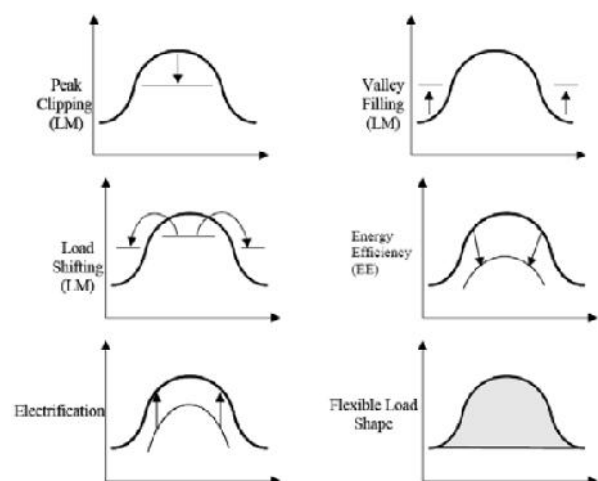 Peak
Clipping
(LM)
Valley
Filling
(LM)
Load
Shifting
(LM)
Energy
Efficiency
(EE)
Electrification
Flexible Load
Shape